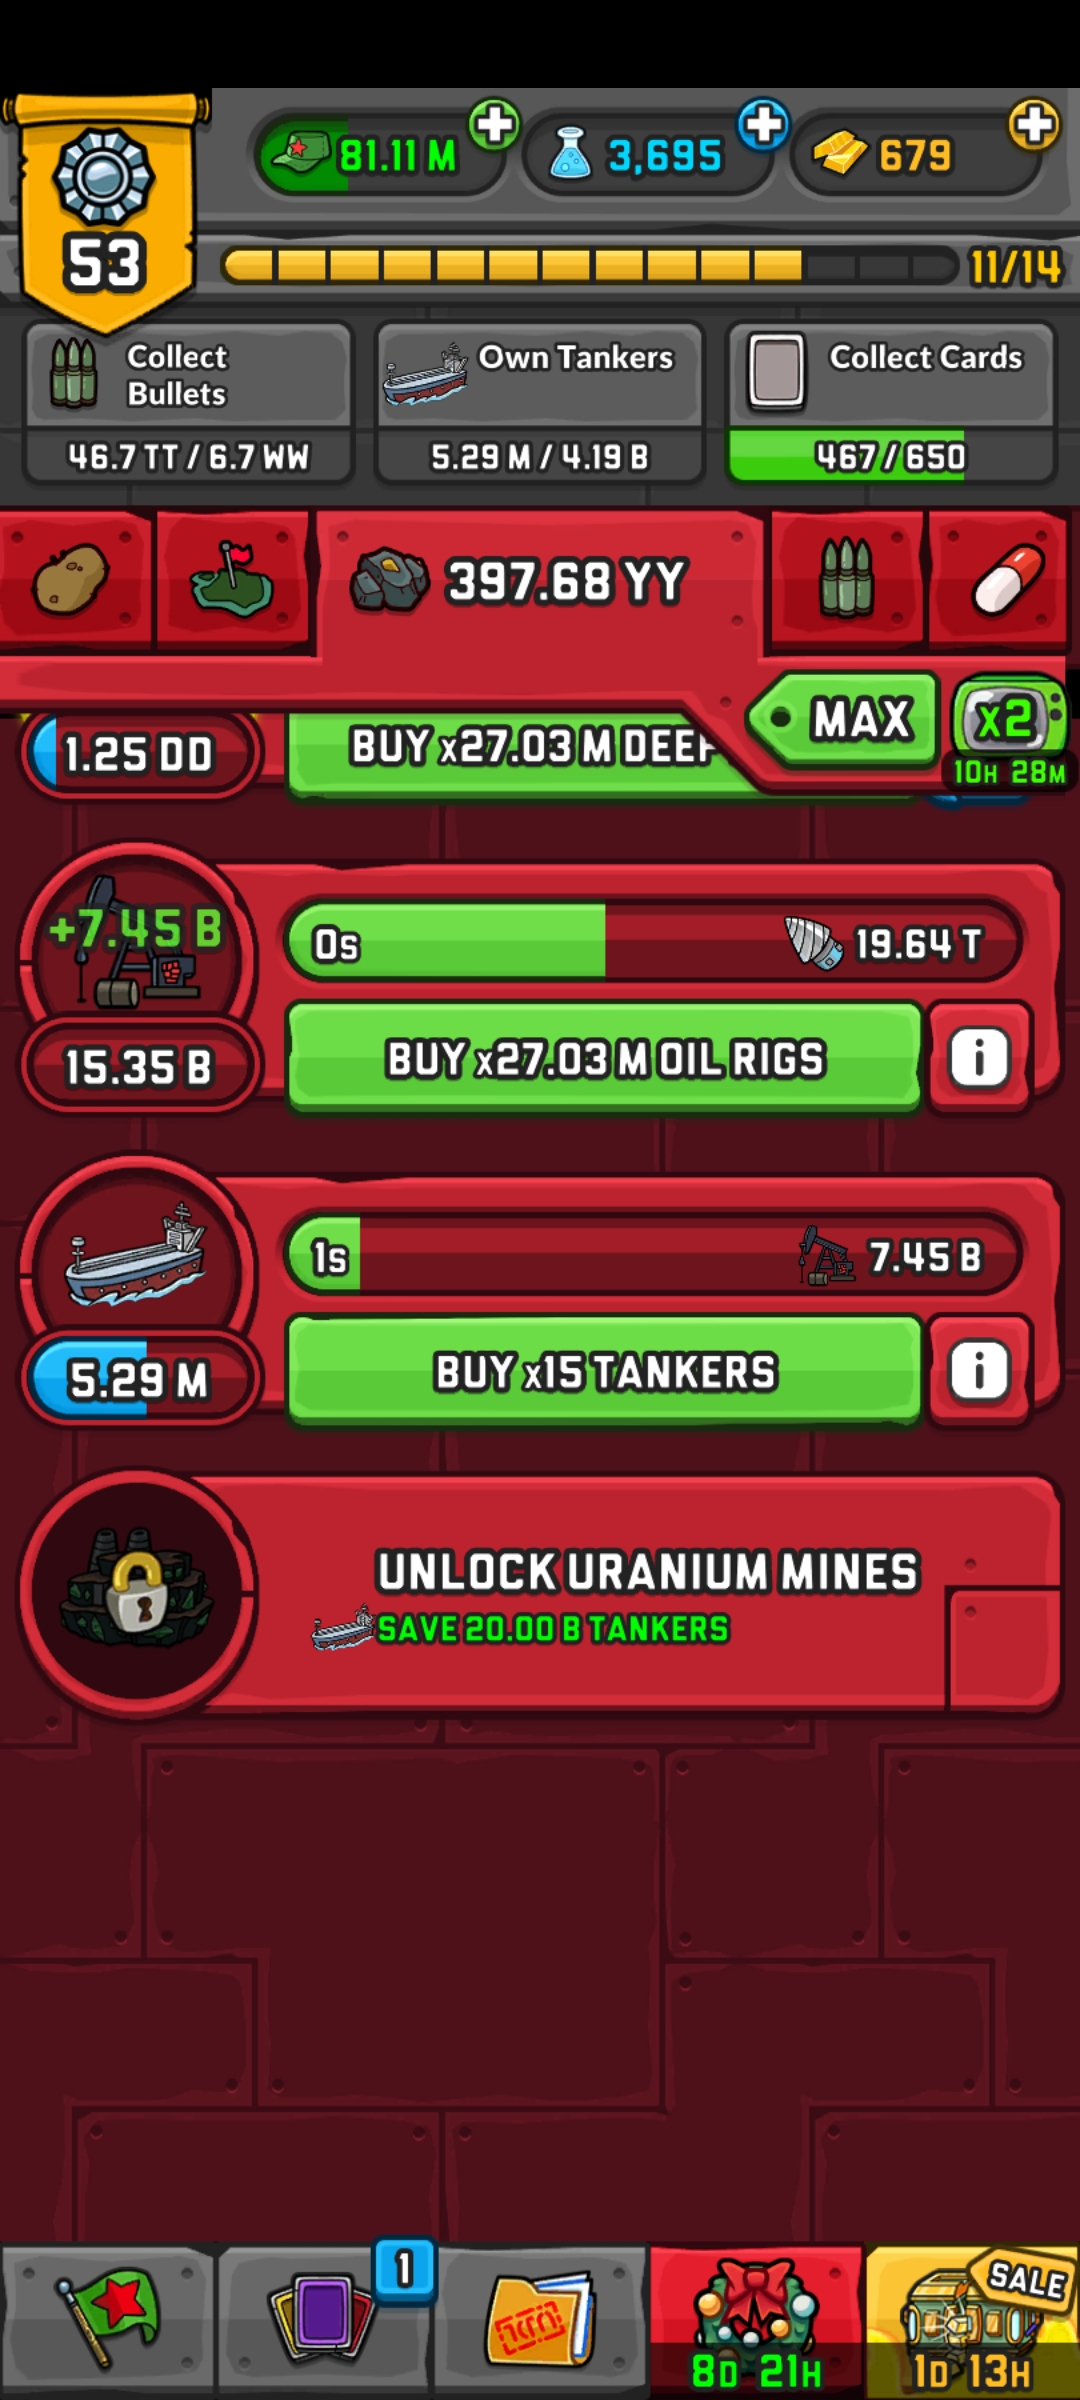 81.11 M
3,695
679
53
11/14
Collect
Bullets
46.7 TT / 6.7 WW
Own Tankers
5.29 M / 4.19 B
Collect Cards
467/650
397.68 YY
MAX
x2
10H 28M
1.25 DD
BUY x27.03 M DEEP
+7.45 B
0s
19.64 T
15.35 B
BUY x27.03 M OIL RIGS
i
1s
7.45 B
5.29 M
BUY x15 TANKERS
i
UNLOCK URANIUM MINES
SAVE 20.00 B TANKERS
1
8D 21H
SALE
1D 13H